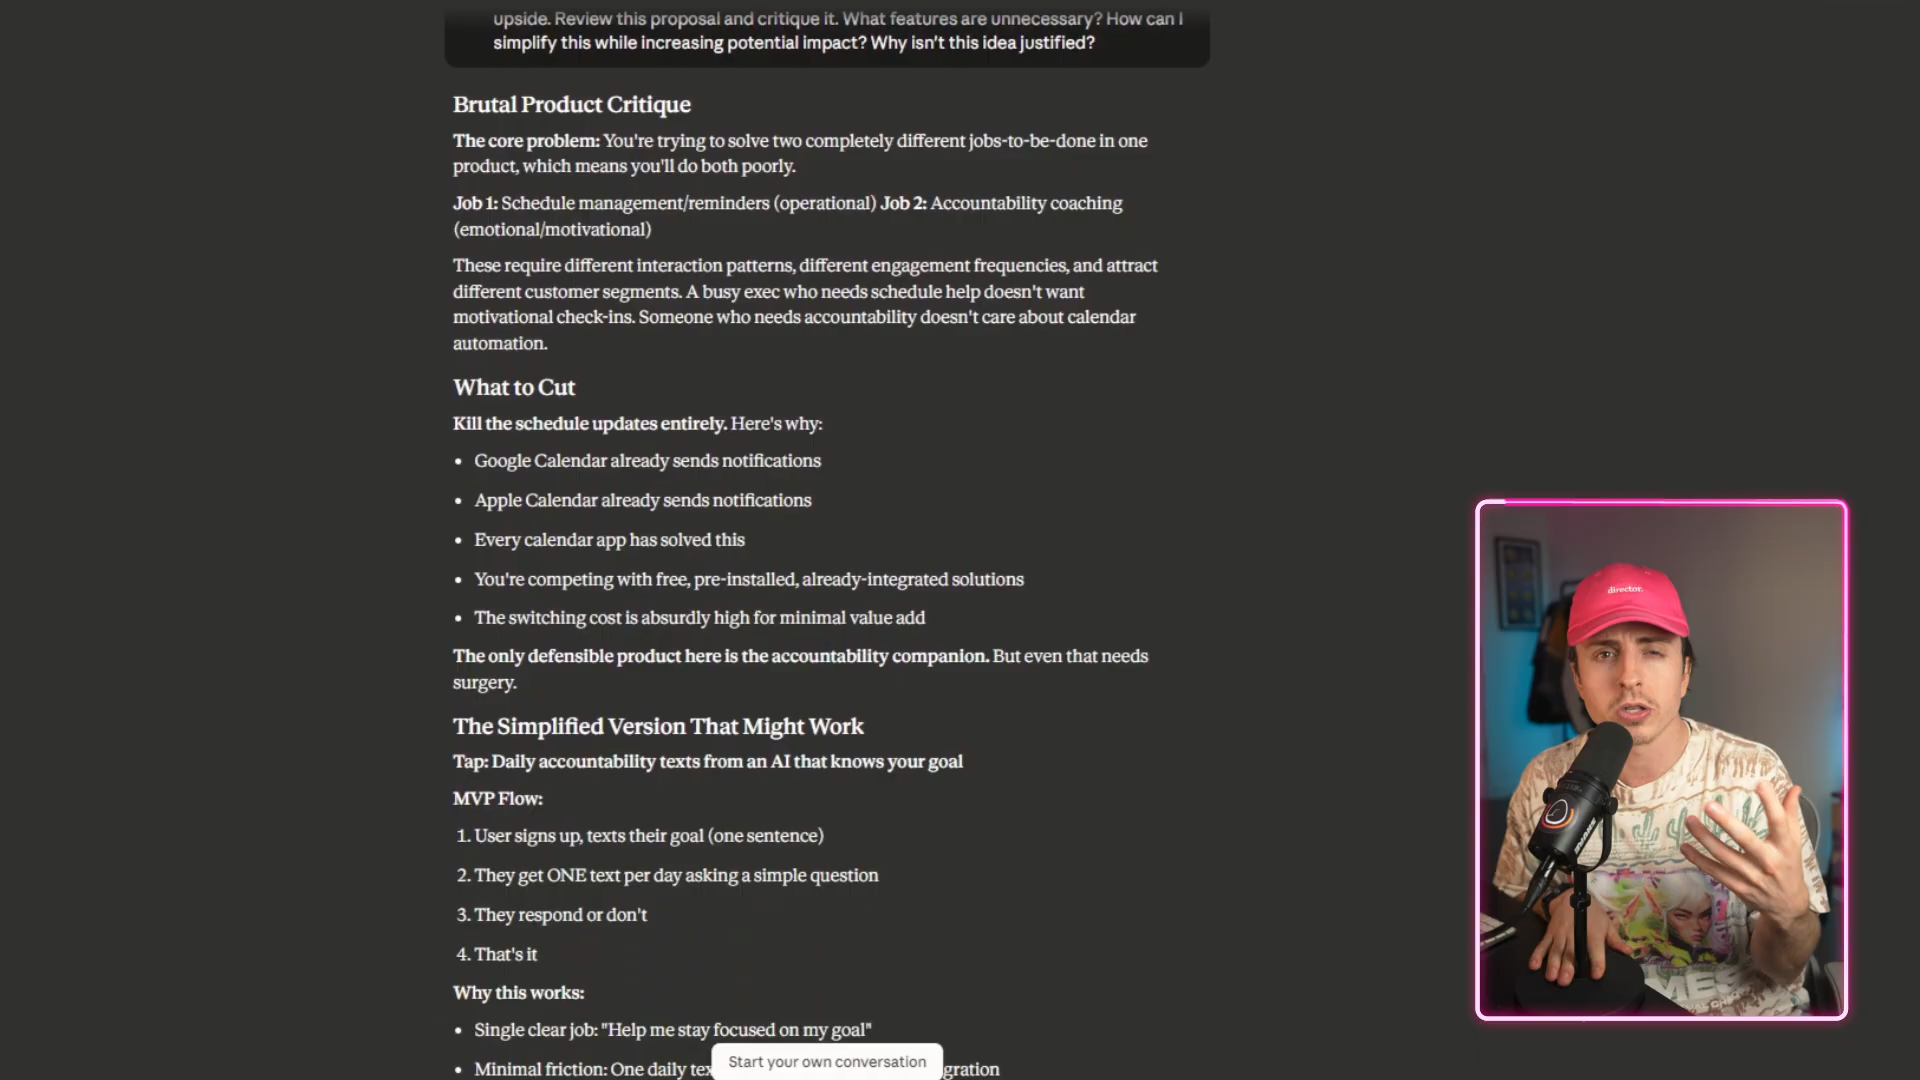 upside. Review this proposal and critique it. What features are unnecessary? How can I
simplify this while increasing potential impact? Why isn't this idea justified?
Brutal Product Critique
The core problem: You're trying to solve two completely different jobs-to-be-done in one
product, which means you'll do both poorly.
Job 1: Schedule management/reminders (operational) Job 2: Accountability coaching
(emotional/motivational)
These require different interaction patterns, different engagement frequencies, and attract
different customer segments. A busy exec who needs schedule help doesn't want
motivational check-ins. Someone who needs accountability doesn't care about calendar
automation.
What to Cut
Kill the schedule updates entirely. Here's why:
• Google Calendar already sends notifications
• Apple Calendar already sends notifications
• Every calendar app has solved this
• You're competing with free, pre-installed, already-integrated solutions
• The switching cost is absurdly high for minimal value add
The only defensible product here is the accountability companion. But even that needs
surgery.
The Simplified Version That Might Work
Tap: Daily accountability texts from an AI that knows your goal
MVP Flow:
1. User signs up, texts their goal (one sentence)
2. They get ONE text per day asking a simple question
3. They respond or don't
4. That's it
Why this works:
• Single clear job: "Help me stay focused on my goal"
• Minimal friction: One daily
Start your own conversation
director.